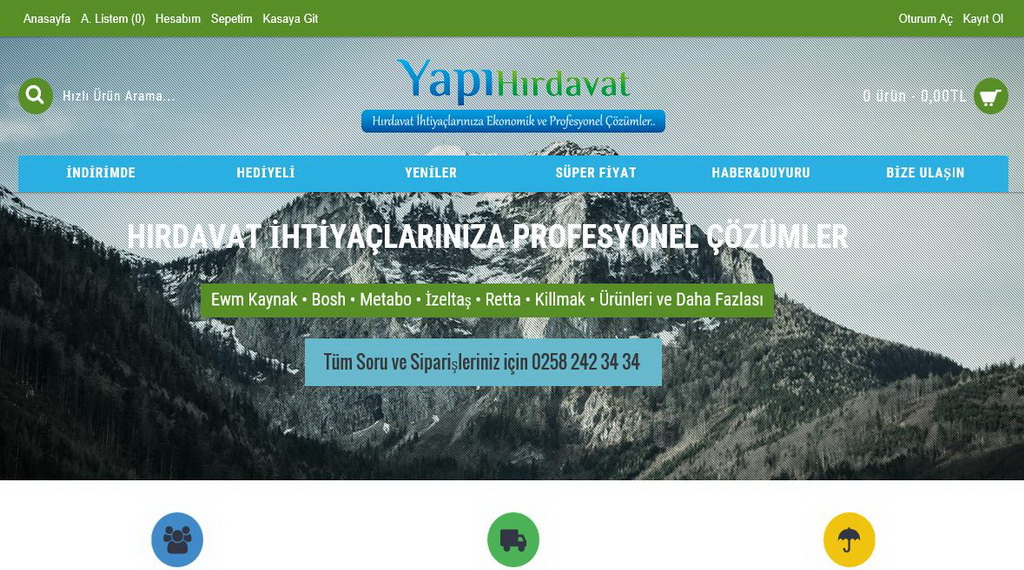 Anasayfa A. Listem (0) Hesabım Sepetim Kasaya Git Oturum Aç Kayıt Ol
YapıHırdavat
Hızlı Ürün Arama... 0 ürün - 0,00TL
Hırdavat İhtiyaçlarınıza Ekonomik ve Profesyonel Çözümler..
İNDİRİMDE HEDİYELİ YENİLER SÜPER FİYAT HABER&DUYURU BİZE ULAŞIN
HIRDAVAT İHTİYAÇLARINIZA PROFESYONEL ÇÖZÜMLER
Ewm Kaynak • Bosh • Metabo • İzeltaş • Retta • Killmak • Ürünleri ve Daha Fazlası
Tüm Soru ve Siparişleriniz için 0258 242 34 34